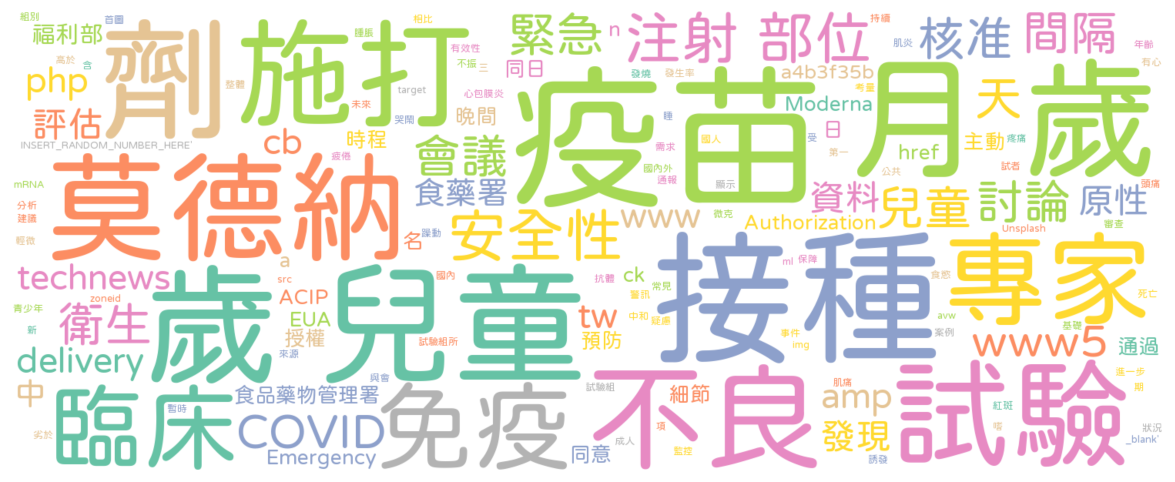 組別
百圖
腫脹
有效性
相比
持續
年齡
福利部
劑
施打
緊急
n
注射 部位
肌炎
核准
間隔
有心
高於
含
整體
不振
三
同日
發燒
發生率
a4b3f35b
考量
php
未來
target
心包膜炎
疫苗
月
歲
天
評估
晚間
Moderna
國人
日
受
第一
主動
疼痛
INSERT_RANDOM_NUMBER_HERE'
cb
哭鬧
時程
會議
睡
需求
href
疲倦
國內外
通報
顯示
公共
試者
頭痛
mRNA
莫德納
食藥署
資料
兒童
討論
原性
分析
建議
輕微
名
躁動
安全性
www
微克
Authorization
Unsplash
審查
technews
a
src
國內
抗體
ck
常見
ml
保障
食慾
專家
死亡
zoneid
歲
兒童
接種
青少年
新
衛生
ACIP
EUA
授權
tw
預防
中和
警訊
疑慮
事件
img
avw
案例
基礎
來源
試驗組所
www5
通過
delivery
與會
進一步
期
中
臨床
暫時
食品藥物管理署
免疫
試驗組
不良
細節
肌痛
amp
試驗
紅斑
狀況
_blank'
劣於
COVID
Emergency
同意
成人
項
監控
發現
誘發
嗜